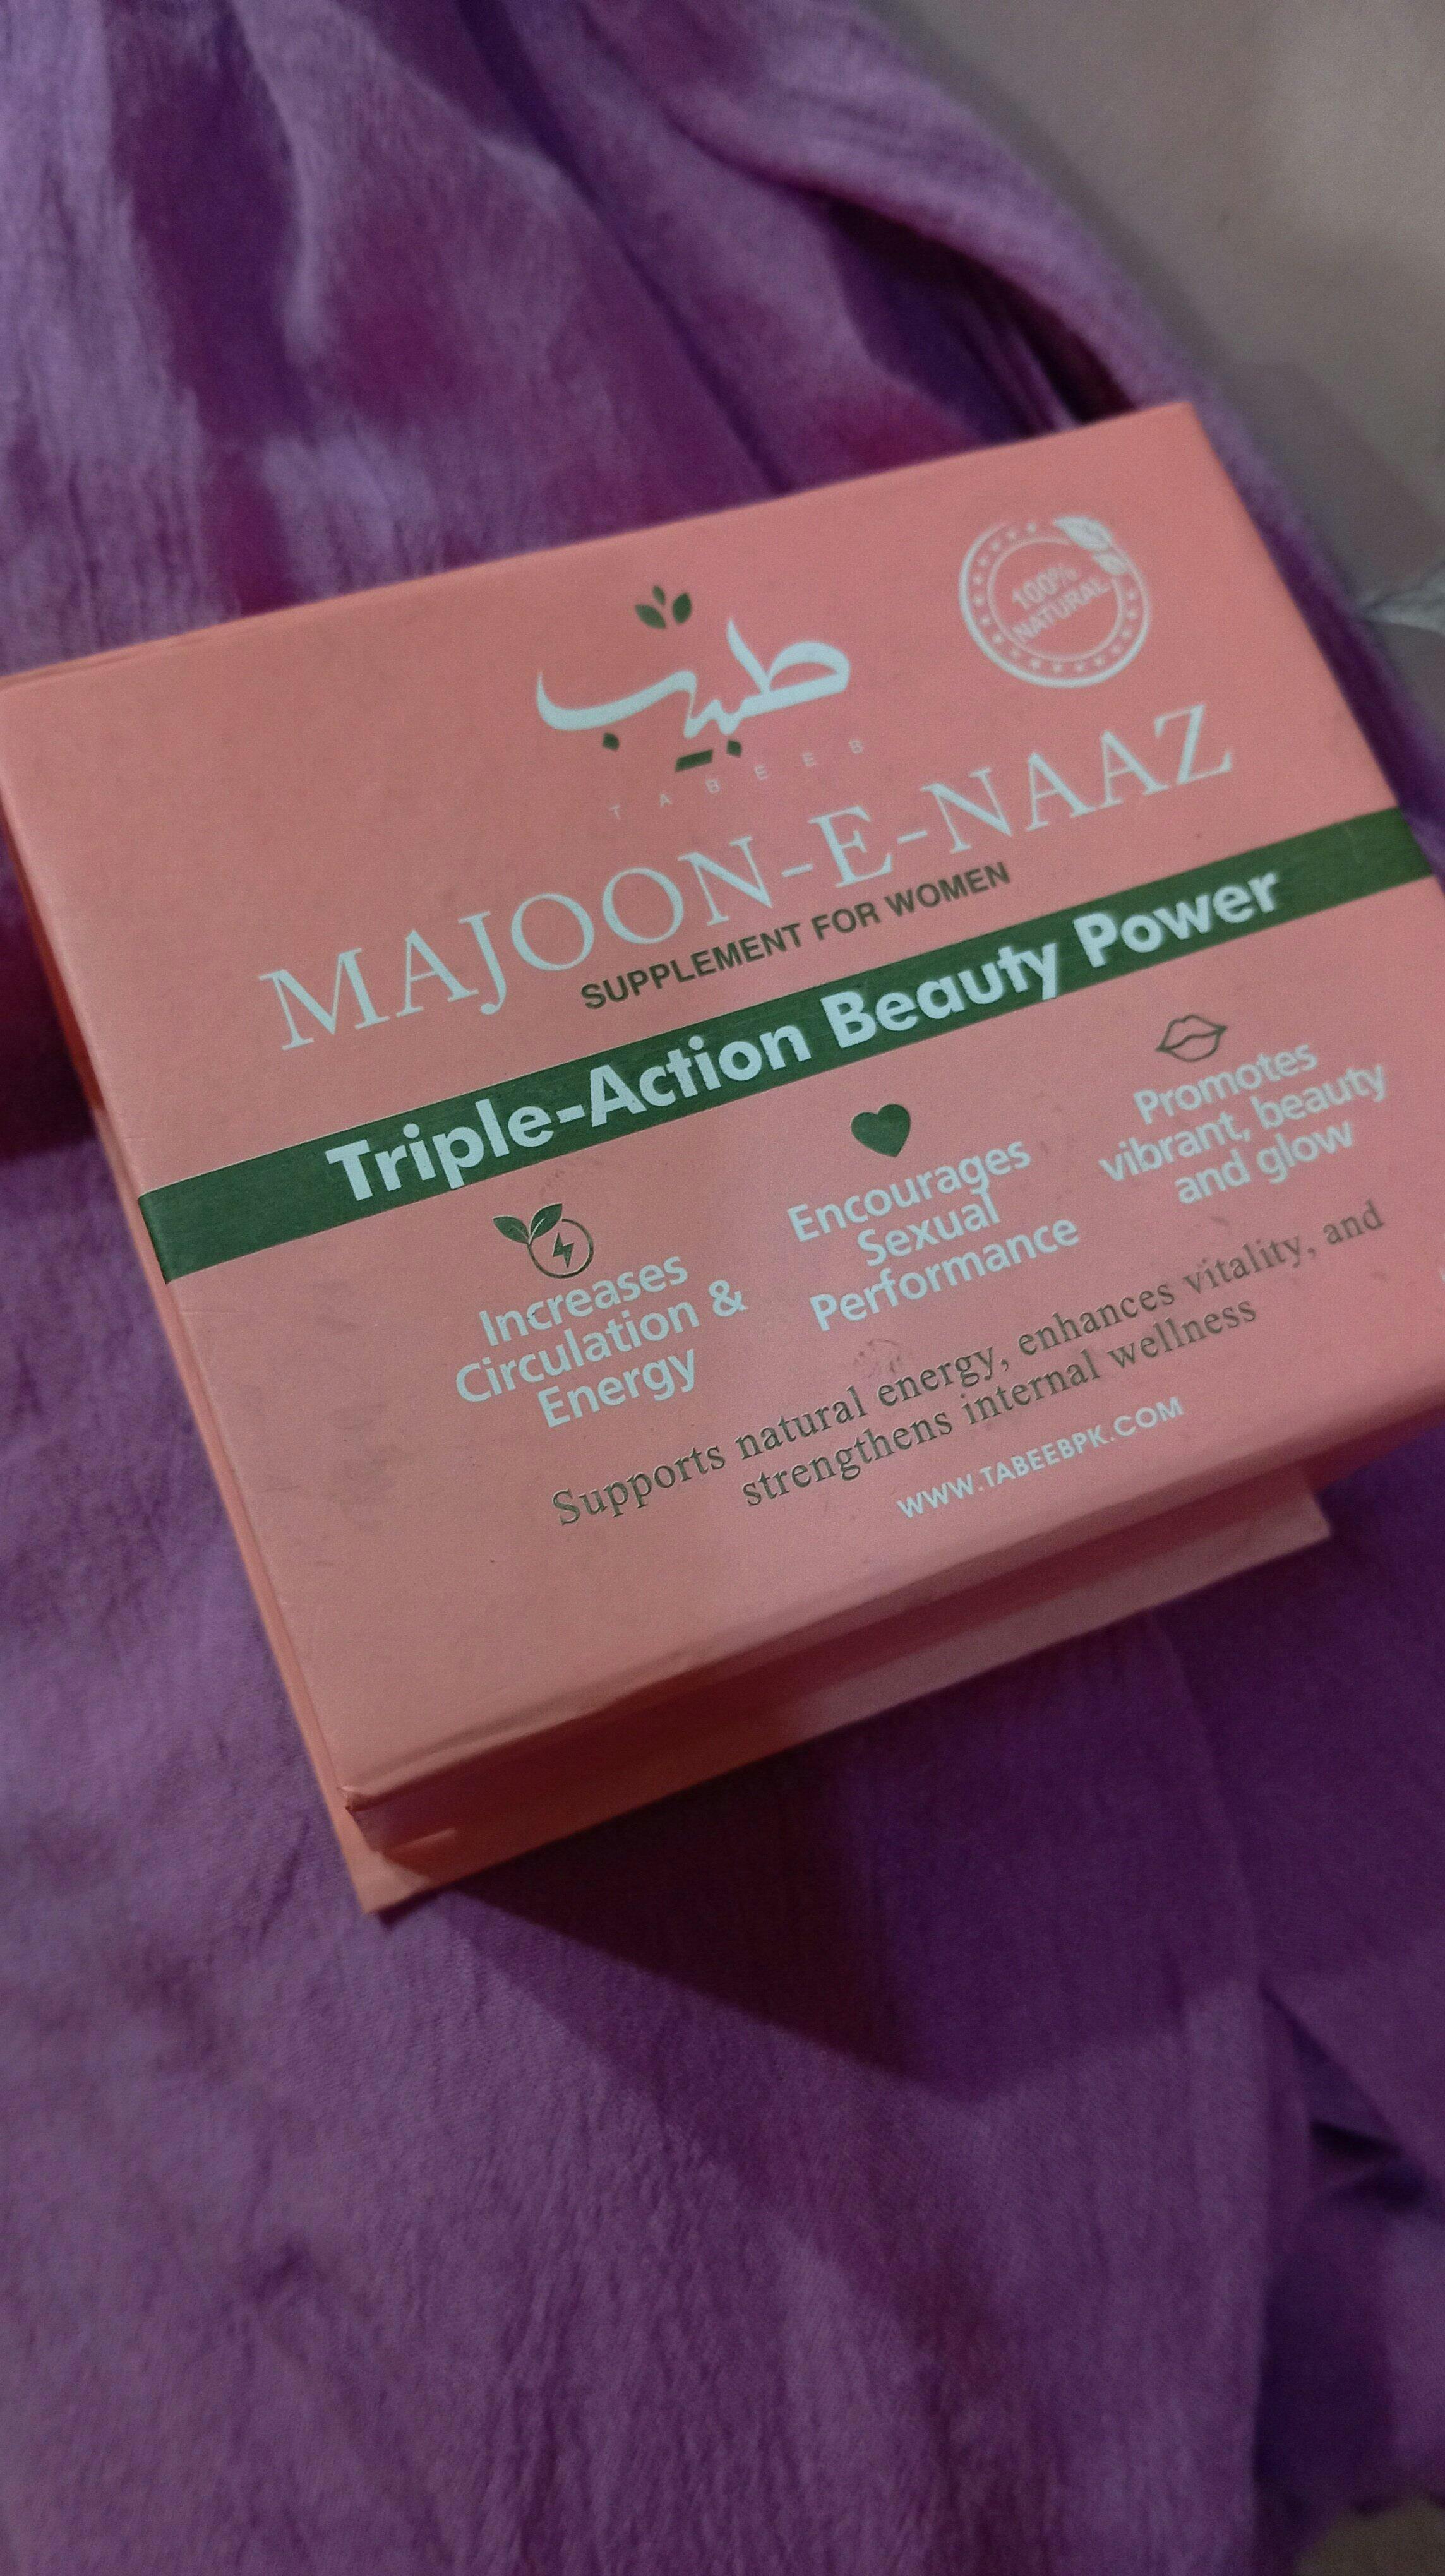 100%
NATURAL
طبيب
TABEEB
MAJOON-E-NAAZ
SUPPLEMENT FOR WOMEN
Triple-Action Beauty Power
Increases
Circulation &
Energy
Encourages
Sexual
Performance
Promotes
vibrant, beauty
and glow
Supports natural energy, enhances vitality, and
strengthens internal wellness
WWW.TABEEBPK.COM